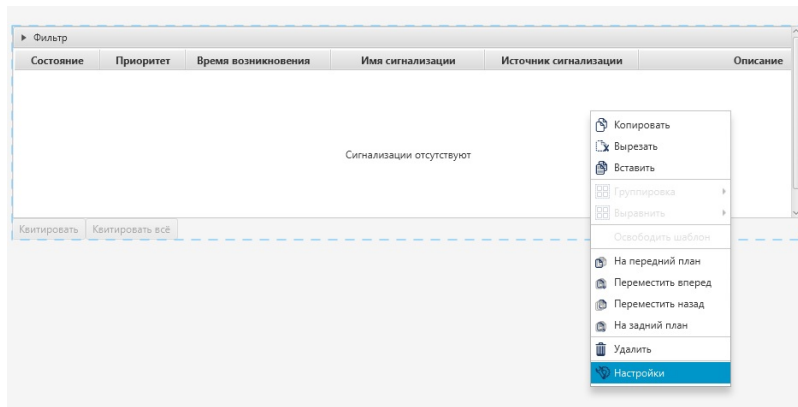 Фильтр
Состояние Приоритет Время возникновения Имя сигнализации Источник сигнализации Описание
Сигнализации отсутствуют
Квитировать Квитировать всё
Копировать
Вырезать
Вставить
Группировка
Выравнить
Освободить шаблон
На передний план
Переместить вперед
Переместить назад
На задний план
Удалить
Настройки